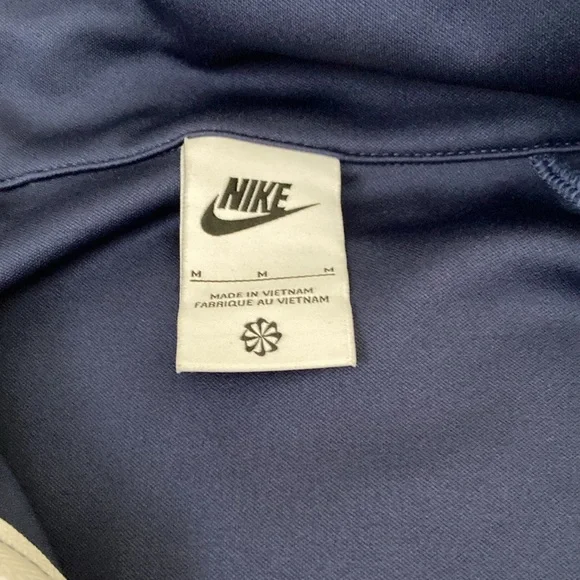 NIKE
M M M
MADE IN VIETNAM
FABRIQUE AU VIETNAM